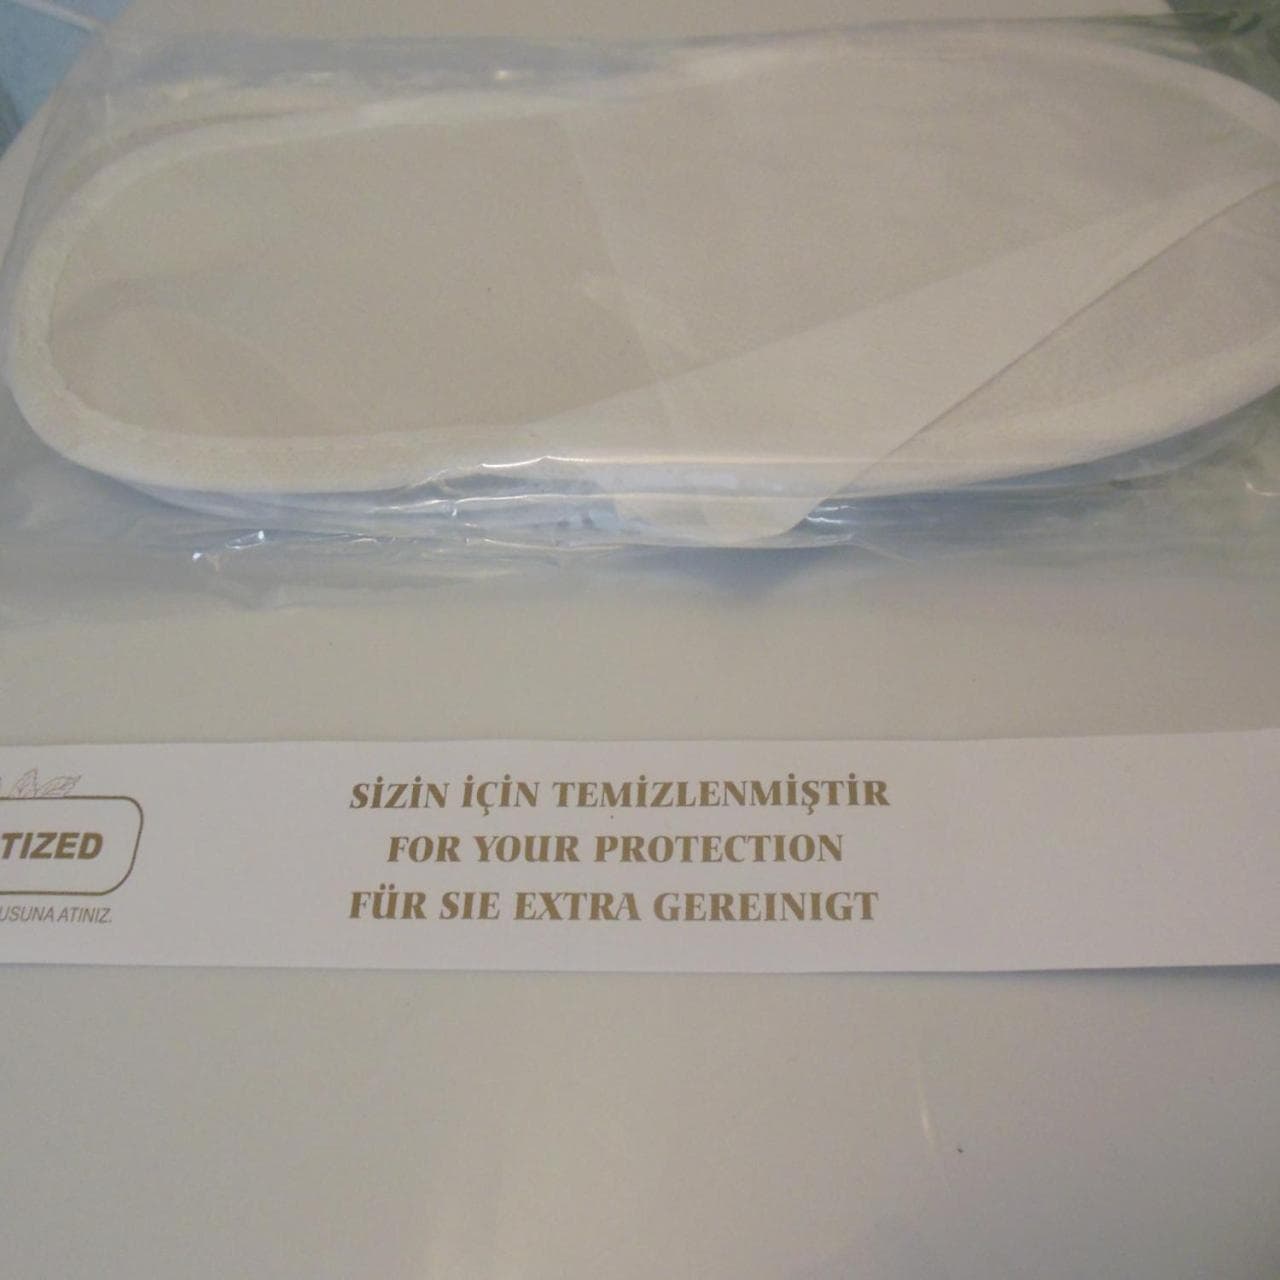 TIZED
USUNA ATINIZ.
SİZİN İÇİN TEMİZLENMİŞTİR
FOR YOUR PROTECTION
FÜR SIE EXTRA GEREINIGT